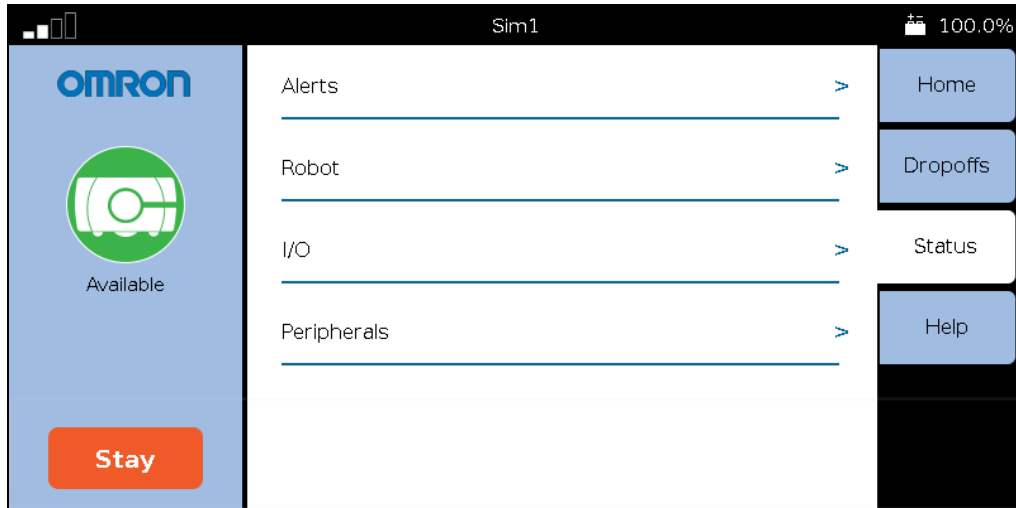 Sim1
100.0%
OMRON
Available
Stay
Alerts >
Robot >
I/O >
Peripherals >
Home
Dropoffs
Status
Help